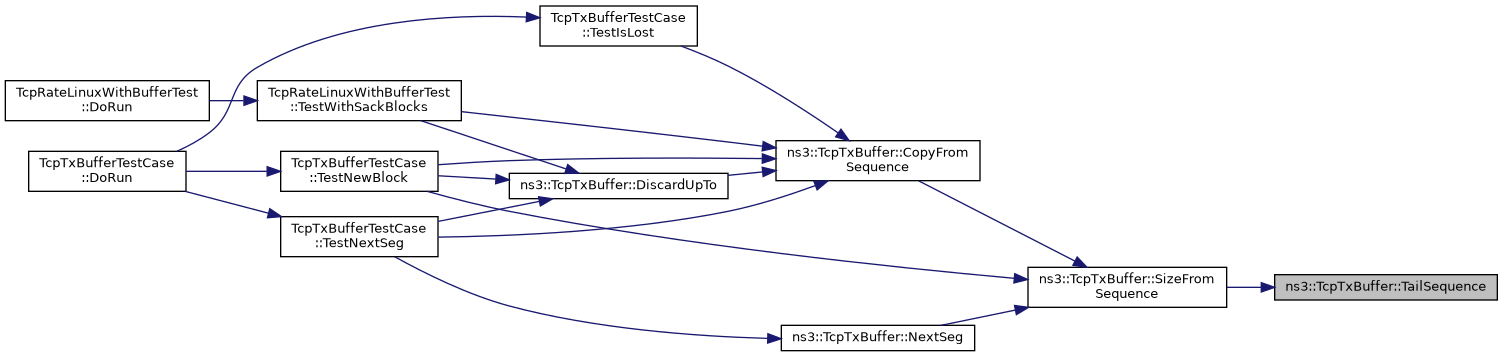 TcpTxBufferTestCase
::TestIsLost
TcpRateLinuxWithBufferTest
::DoRun
TcpRateLinuxWithBufferTest
::TestWithSackBlocks
TcpTxBufferTestCase
::DoRun
TcpTxBufferTestCase
::TestNewBlock
ns3::TcpTxBuffer::DiscardUpTo
ns3::TcpTxBuffer::CopyFrom
Sequence
TcpTxBufferTestCase
::TestNextSeg
ns3::TcpTxBuffer::SizeFrom
Sequence
ns3::TcpTxBuffer::TailSequence
ns3::TcpTxBuffer::NextSeg